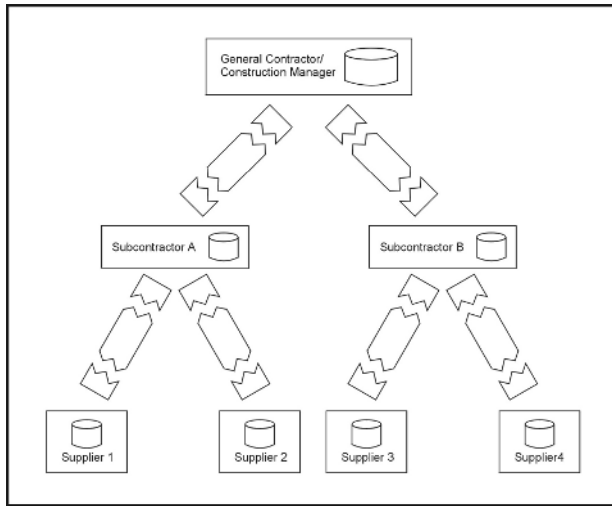 General Contractor/
Construction Manager
Subcontractor A
Subcontractor B
Supplier 1
Supplier 2
Supplier 3
Supplier4